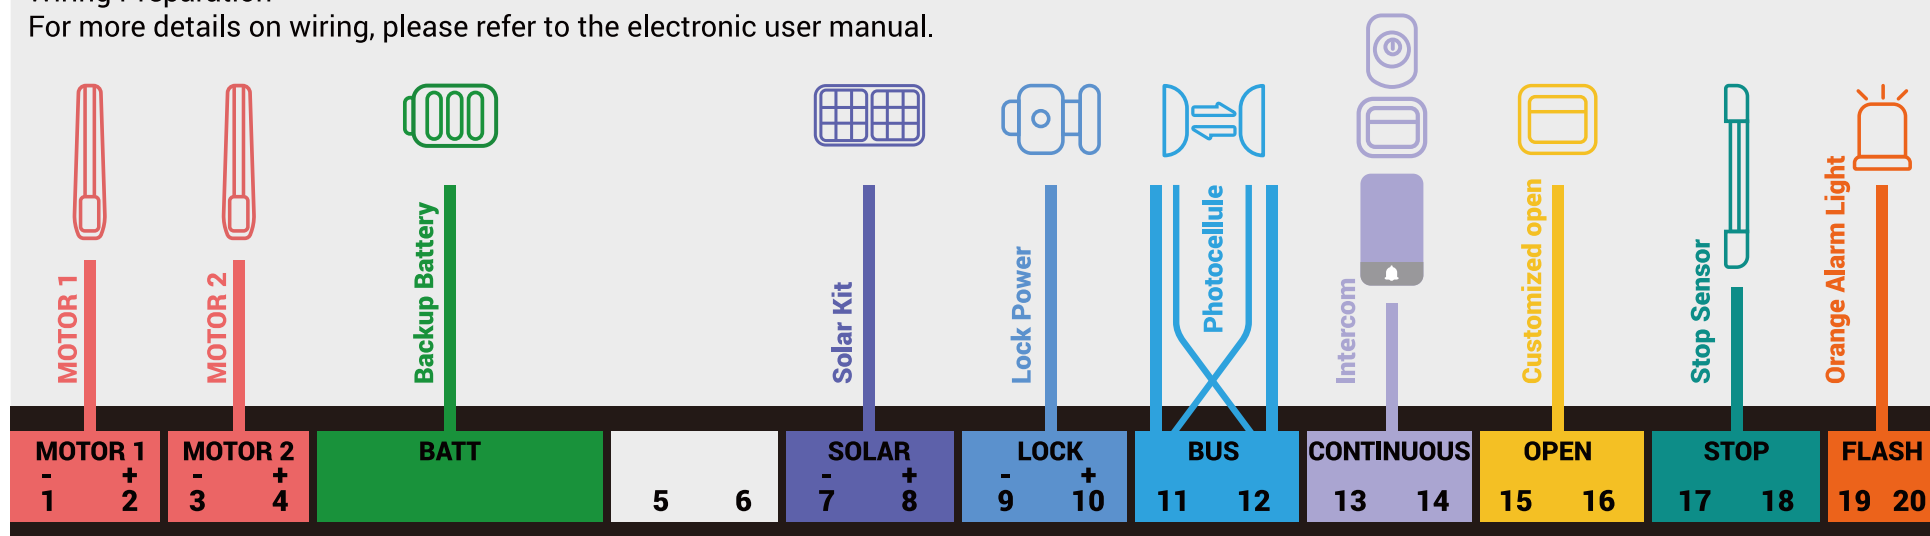 Wiring Preparation
For more details on wiring, please refer to the electronic user manual.
MOTOR 1
MOTOR 2
Backup Battery
Solar Kit
Lock Power
Photocellule
Intercom
Customized open
Stop Sensor
Orange Alarm Light
MOTOR 1
- +
1 2
MOTOR 2
- +
3 4
BATT
5 6
SOLAR
- +
7 8
LOCK
- +
9 10
BUS
11 12
CONTINUOUS
13 14
OPEN
15 16
STOP
17 18
FLASH
19 20